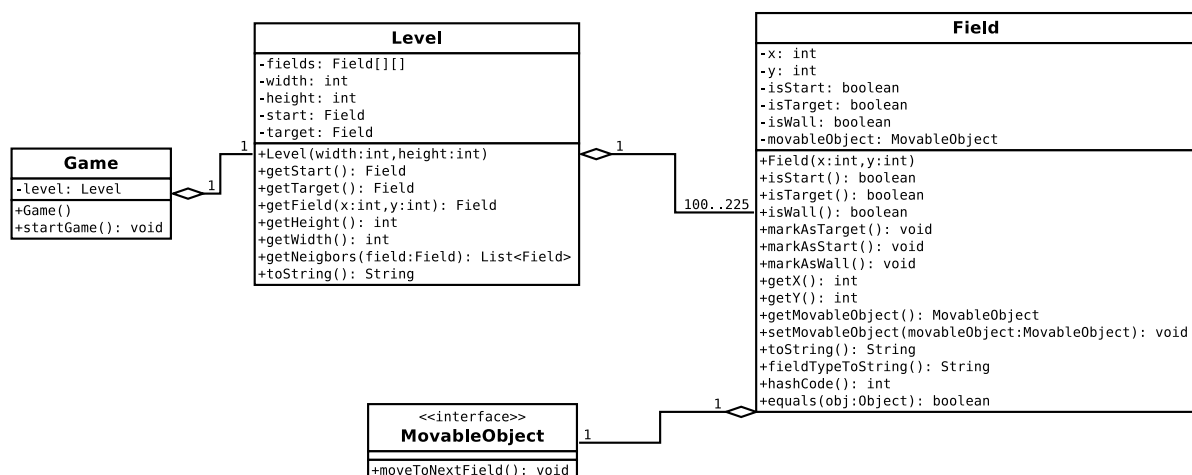 Game
-level: Level
+Game()
+startGame(): void
1
1
Level
-fields: Field[][]
-width: int
-height: int
-start: Field
-target: Field
+Level(width:int,height:int)
+getStart(): Field
+getTarget(): Field
+getField(x:int,y:int): Field
+getHeight(): int
+getWidth(): int
+getNeigbors(field:Field): List<Field>
+toString(): String
1
100..225
Field
-x: int
-y: int
-isStart: boolean
-isTarget: boolean
-isWall: boolean
-movableObject: MovableObject
+Field(x:int,y:int)
+isStart(): boolean
+isTarget(): boolean
+isWall(): boolean
+markAsTarget(): void
+markAsStart(): void
+markAsWall(): void
+getX(): int
+getY(): int
+getMovableObject(): MovableObject
+setMovableObject(movableObject:MovableObject): void
+toString(): String
+fieldTypeToString(): String
+hashCode(): int
+equals(obj:Object): boolean
1
1
<<interface>>
MovableObject
+moveToNextField(): void